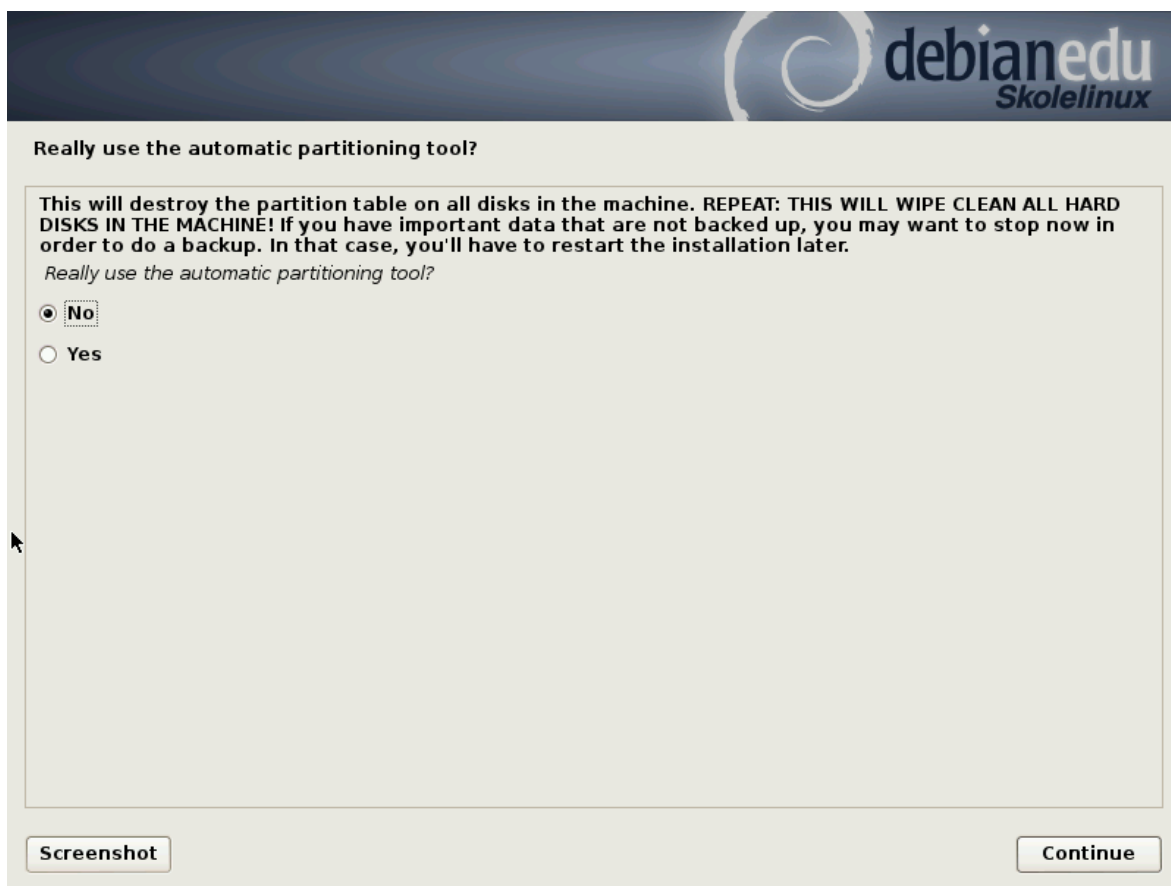 debianedu
Skolelinux
Really use the automatic partitioning tool?
This will destroy the partition table on all disks in the machine. REPEAT: THIS WILL WIPE CLEAN ALL HARD
DISKS IN THE MACHINE! If you have important data that are not backed up, you may want to stop now in
order to do a backup. In that case, you'll have to restart the installation later.
Really use the automatic partitioning tool?
No
Yes
Screenshot
Continue